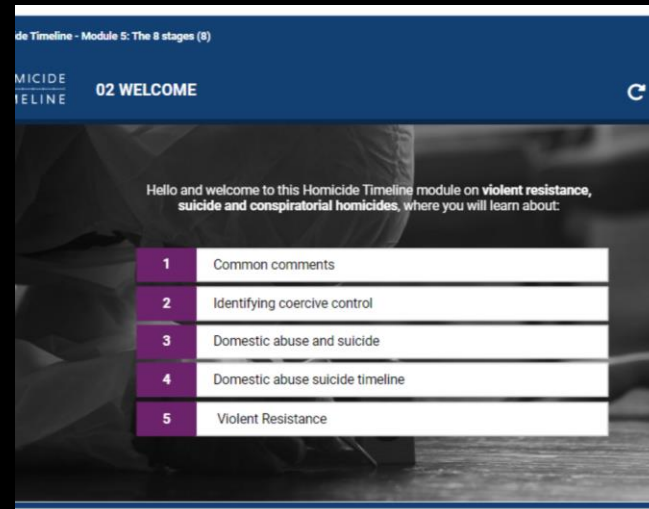 de Timeline - Module 5: The 8 stages (8)
MICIDE
MELINE
02 WELCOME
Hello and welcome to this Homicide Timeline module on violent resistance,
suicide and conspiratorial homicides, where you will learn about:
1 Common comments
2 Identifying coercive control
3 Domestic abuse and suicide
4 Domestic abuse suicide timeline
5 Violent Resistance